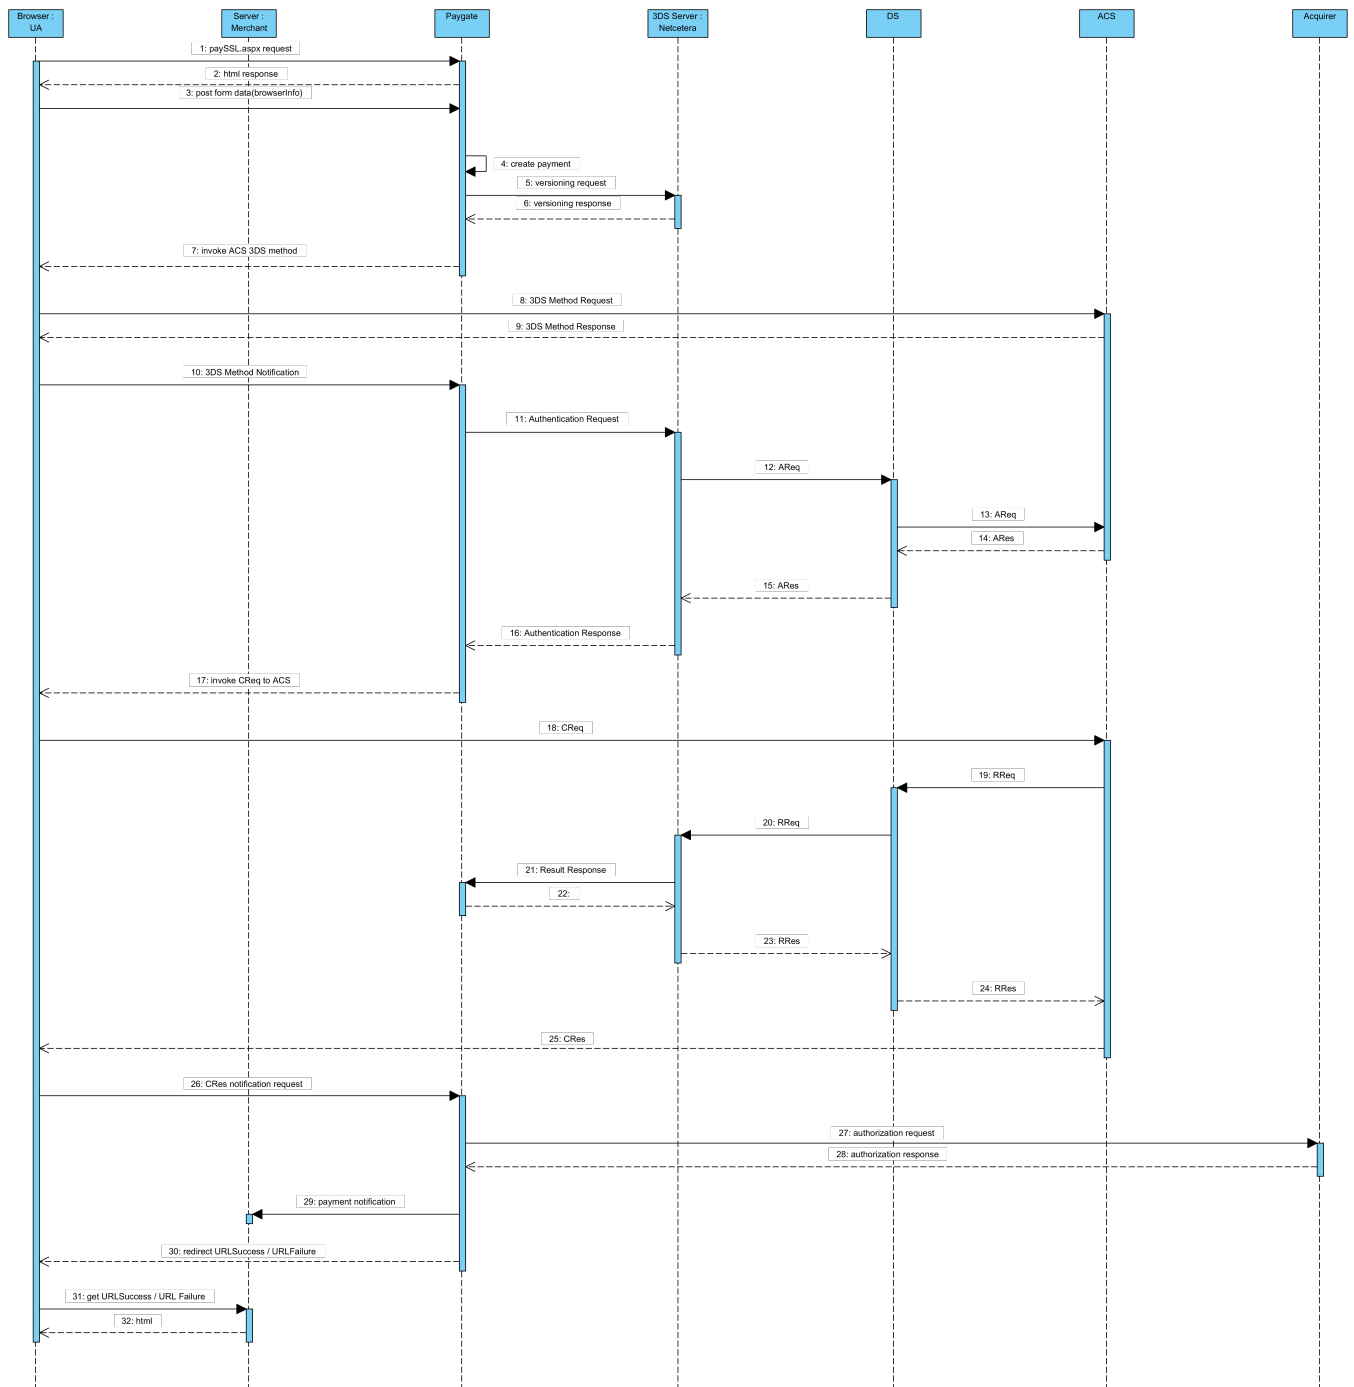 Browser :
UA
Server :
Merchant
Paygate
3DS Server :
Netcetera
DS
ACS
Acquirer
1: paySSL.aspx request
2: html response
3: post form data(browserInfo)
4: create payment
5: versioning request
6: versioning response
7: invoke ACS 3DS method
8: 3DS Method Request
9: 3DS Method Response
10: 3DS Method Notification
11: Authentication Request
12: AReq
13: AReq
14: ARes
15: ARes
16: Authentication Response
17: invoke CReq to ACS
18: CReq
19: RReq
20: RReq
21: Result Response
22:
23: RRes
24: RRes
25: CRes
26: CRes notification request
27: authorization request
28: authorization response
29: payment notification
30: redirect URLSuccess / URLFailure
31: get URLSuccess / URL Failure
32: html